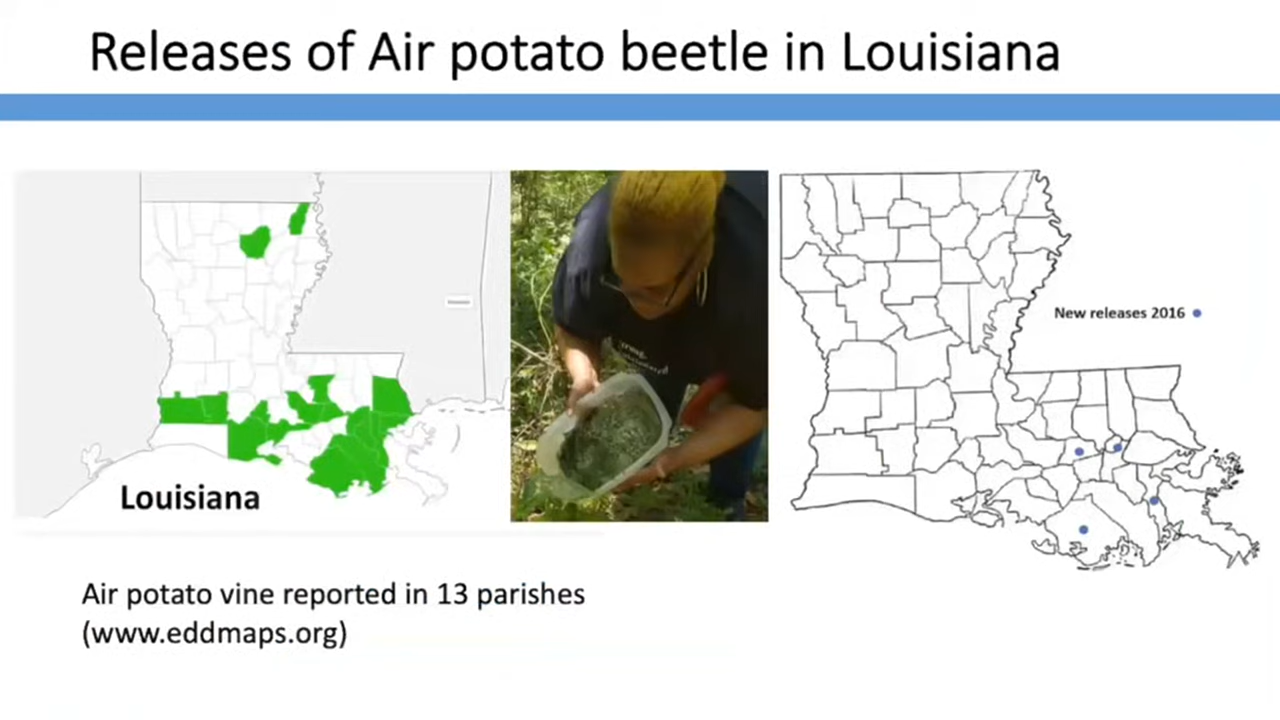 Releases of Air potato beetle in Louisiana
New releases 2016
Louisiana
Air potato vine reported in 13 parishes
(www.eddmaps.org)